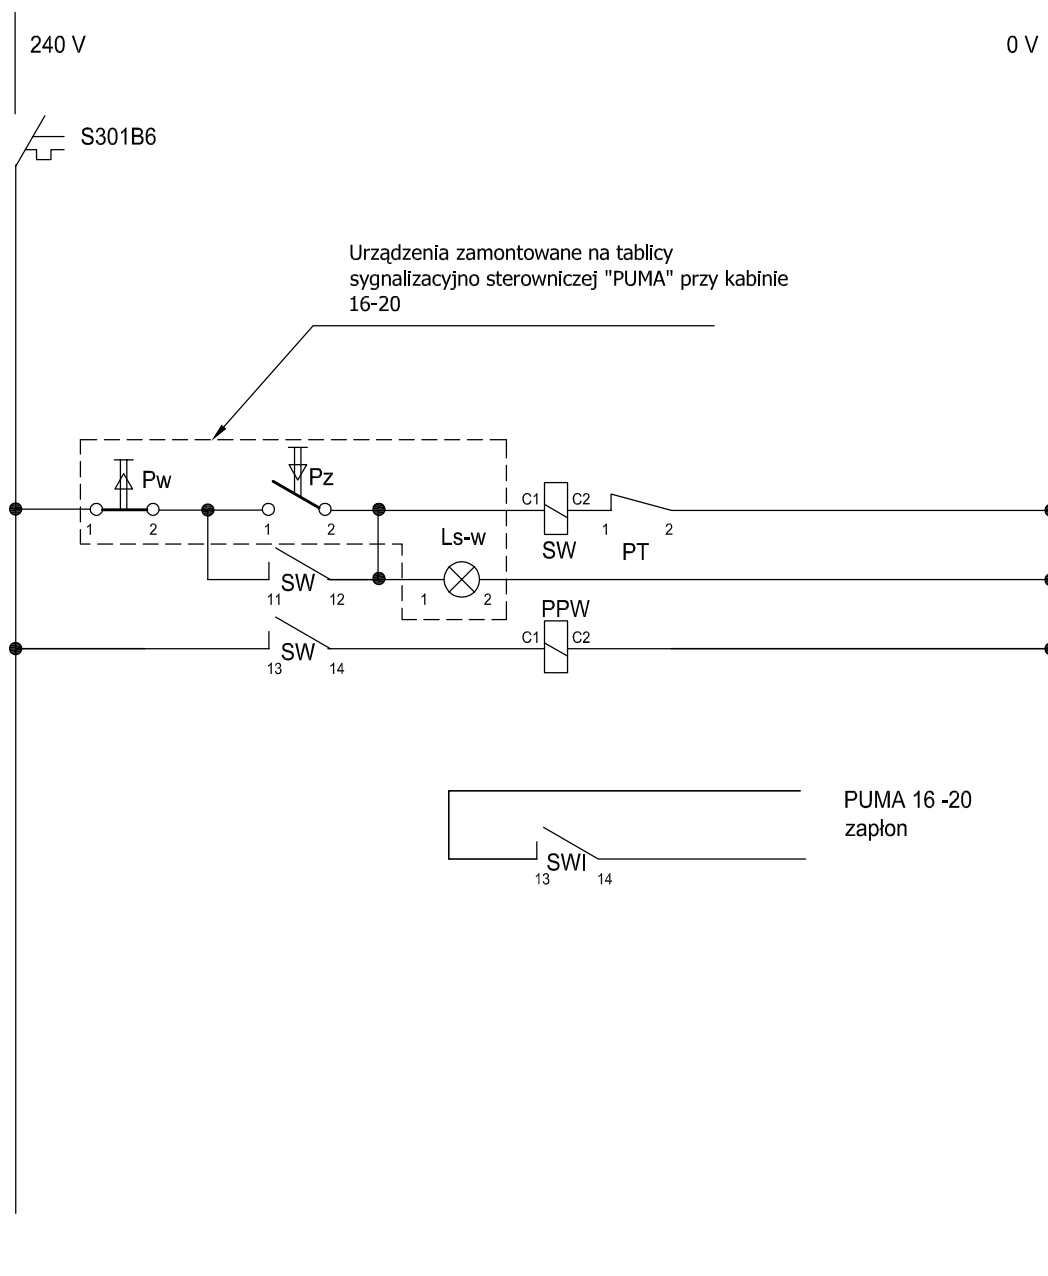 240 V
0 V
S301B6
Urządzenia zamontowane na tablicy
sygnalizacyjno sterowniczej "PUMA" przy kabinie
16-20
Pw
Pz
1 2 1 2
C1 C2
SW
1 2
PT
Ls-w
SW
11 12
1 2
PPW
C1 C2
SW
13 14
PUMA 16 -20
zapłon
SWI
13 14